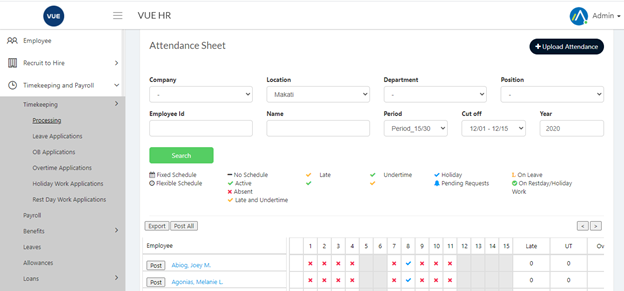 VUE
VUE HR
Admin
Employee
Recruit to Hire
Timekeeping and Payroll
Timekeeping
Processing
Leave Applications
OB Applications
Overtime Applications
Holiday Work Applications
Rest Day Work Applications
Payroll
Benefits
Leaves
Allowances
Loans
Attendance Sheet
+ Upload Attendance
Company Location Department Position
- Makati - -
Employee Id Name Period Cut off Year
Period_15/30 12/01 - 12/15 2020
Search
Fixed Schedule No Schedule Late Undertime Holiday L On Leave
Flexible Schedule Active Pending Requests On Restday/Holiday
Absent Work
Late and Undertime
Export Post All < >
Employee 1 2 3 4 5 6 7 8 9 10 11 12 13 14 15 Late UT Ov
Post Abiog, Joey M. 0 0
Post Agonias, Melanie L. 0 0